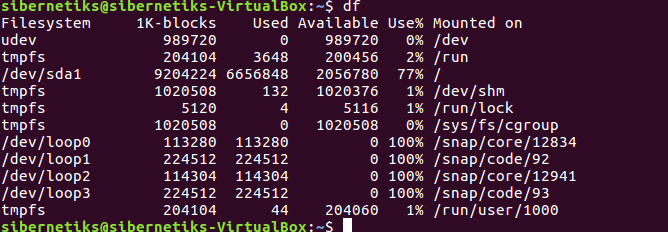 sibernetiks@sibernetiks-VirtualBox:~$ df
Filesystem     1K-blocks    Used Available Use% Mounted on
udev              989720       0    989720   0% /dev
tmpfs             204104    3648    200456   2% /run
/dev/sda1        9204224 6656848   2056780  77% /
tmpfs            1020508     132   1020376   1% /dev/shm
tmpfs               5120       4      5116   1% /run/lock
tmpfs            1020508       0   1020508   0% /sys/fs/cgroup
/dev/loop0        113280  113280         0 100% /snap/core/12834
/dev/loop1        224512  224512         0 100% /snap/code/92
/dev/loop2        114304  114304         0 100% /snap/core/12941
/dev/loop3        224512  224512         0 100% /snap/code/93
tmpfs             204104      44    204060   1% /run/user/1000
sibernetiks@sibernetiks-VirtualBox:~$